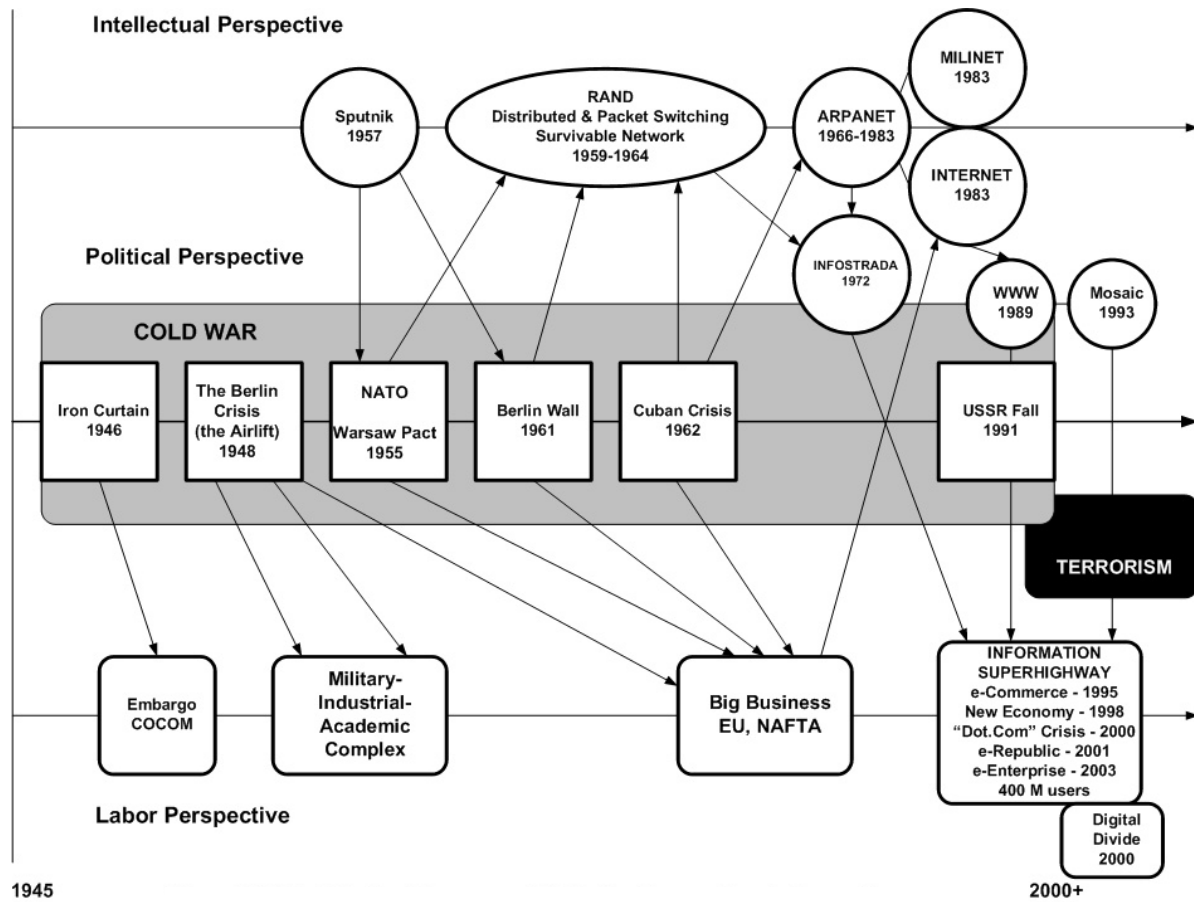 Intellectual Perspective
MILINET
1983
Sputnik
1957
RAND
Distributed & Packet Switching
Survivable Network
1959-1964
ARPANET
1966-1983
INTERNET
1983
Political Perspective
INFOSTRADA
1972
WWW
1989
Mosaic
1993
COLD WAR
Iron Curtain
1946
The Berlin
Crisis
(the Airlift)
1948
NATO
Warsaw Pact
1955
Berlin Wall
1961
Cuban Crisis
1962
USSR Fall
1991
TERRORISM
Embargo
COCOM
Military-
Industrial-
Academic
Complex
Big Business
EU, NAFTA
INFORMATION
SUPERHIGHWAY
e-Commerce - 1995
New Economy - 1998
“Dot.Com” Crisis - 2000
e-Republic - 2001
e-Enterprise - 2003
400 M users
Labor Perspective
Digital
Divide
2000
1945
2000+